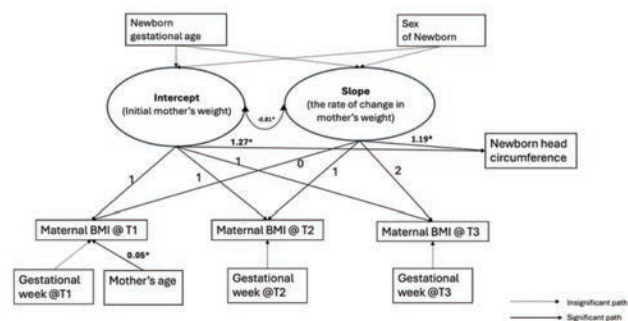 Newborn
gestational age
Sex
of Newborn
Intercept
(Initial mother's weight)
Slope
(the rate of change in
mother's weight)
-0.81*
1.27*
1.19*
Newborn head
circumference
1
1
1
0
1
2
Maternal BMI @ T1
Maternal BMI @ T2
Maternal BMI @ T3
0.05*
Gestational
week @T1
Mother's age
Gestational
week @T2
Gestational
week @T3
Insignificant path
Significant path